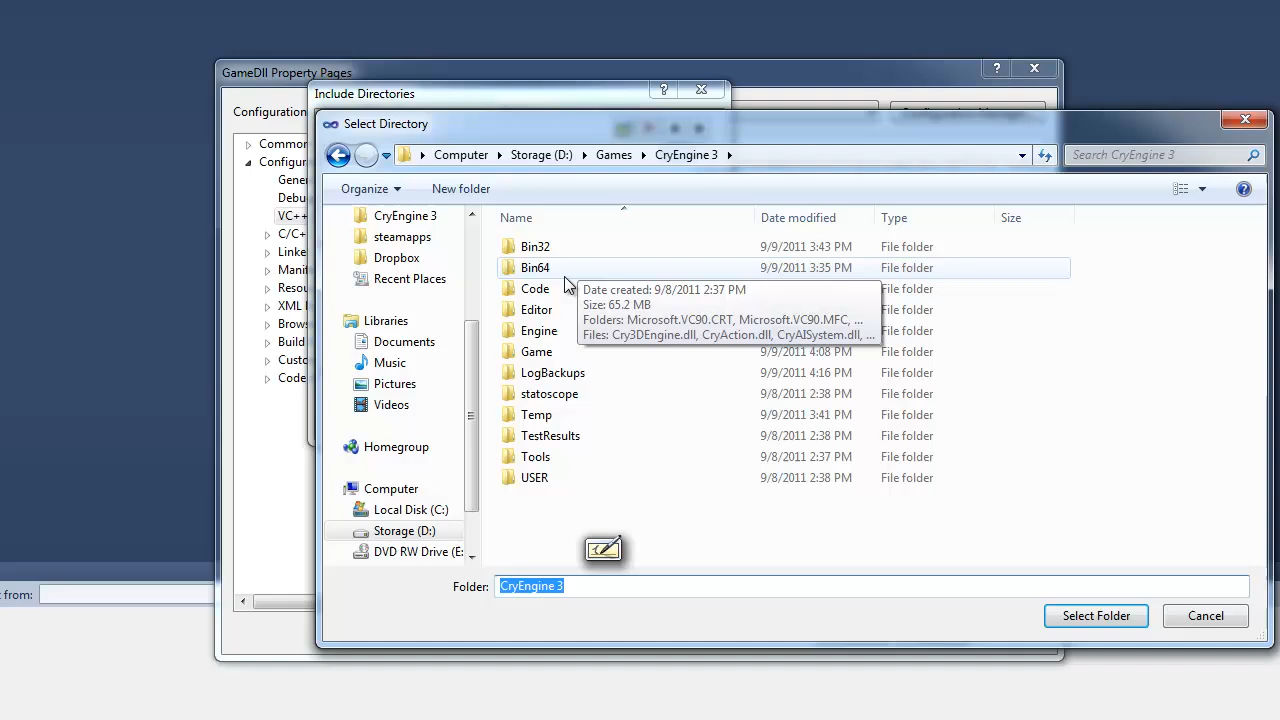 GameDll Property Pages
Configuration
Include Directories
Select Directory
Computer
Storage (D:)
Games
CryEngine 3
Search CryEngine 3
Organize
New folder
Name
Date modified
Type
Size
Common
Configur
Gener
Debu
VC++
C/C+
Linke
Mani
Resou
XML
Brows
Build
Custo
Code
CryEngine 3
steamapps
Dropbox
Recent Places
Libraries
Documents
Music
Pictures
Videos
Homegroup
Computer
Local Disk (C:)
Storage (D:)
DVD RW Drive (E:
Bin32 9/9/2011 3:43 PM File folder
Bin64 9/9/2011 3:35 PM File folder
Code File folder
Editor File folder
Engine File folder
Game 9/9/2011 4:08 PM File folder
LogBackups 9/9/2011 4:16 PM File folder
statoscope 9/8/2011 2:38 PM File folder
Temp 9/9/2011 3:41 PM File folder
TestResults 9/8/2011 2:38 PM File folder
Tools 9/8/2011 2:37 PM File folder
USER 9/8/2011 2:38 PM File folder
Date created: 9/8/2011 2:37 PM
Size: 65.2 MB
Folders: Microsoft.VC90.CRT, Microsoft.VC90.MFC, ...
Files: Cry3DEngine.dll, CryAction.dll, CryAISystem.dll, ...
t from:
Folder: CryEngine 3
Select Folder
Cancel